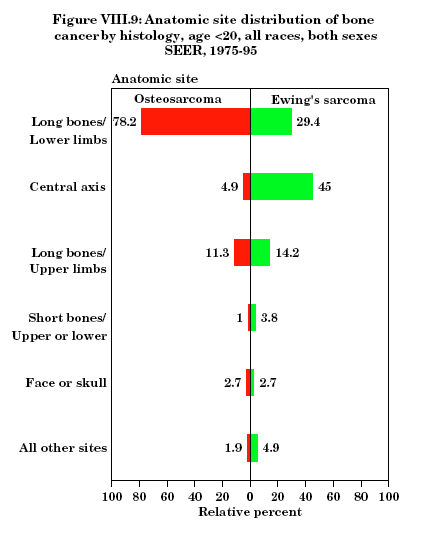 Figure VIII.9: Anatomic site distribution of bone
cancer by histology, age <20, all races, both sexes
SEER, 1975-95
Anatomic site
Osteosarcoma Ewing's sarcoma
Long bones/ 78.2 29.4
Lower limbs
Central axis 4.9 45
Long bones/ 11.3 14.2
Upper limbs
Short bones/ 1 3.8
Upper or lower
Face or skull 2.7 2.7
All other sites 1.9 4.9
100 80 60 40 20 0 20 40 60 80 100
Relative percent